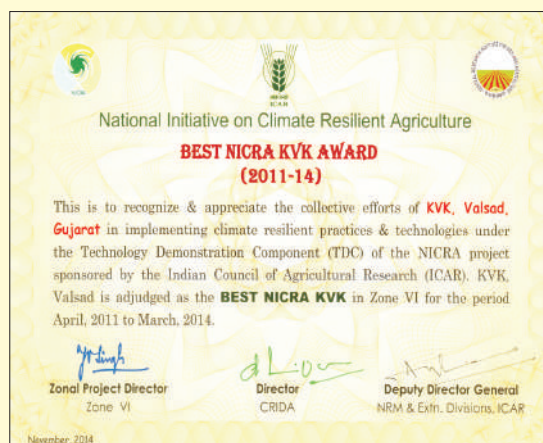 NICRA
ICAR
National Initiative on Climate Resilient Agriculture
BEST NICRA KVK AWARD
(2011-14)
This is to recognize & appreciate the collective efforts of KVK, Valsad,
Gujarat in implementing climate resilient practices & technologies under
the Technology Demonstration Component (TDC) of the NICRA project
sponsored by the Indian Council of Agricultural Research (ICAR). KVK,
Valsad is adjudged as the BEST NICRA KVK in Zone VI for the period
April, 2011 to March, 2014.
Zonal Project Director
Zone VI
Director
CRIDA
Deputy Director General
NRM & Extn. Divisions, ICAR
November, 2014